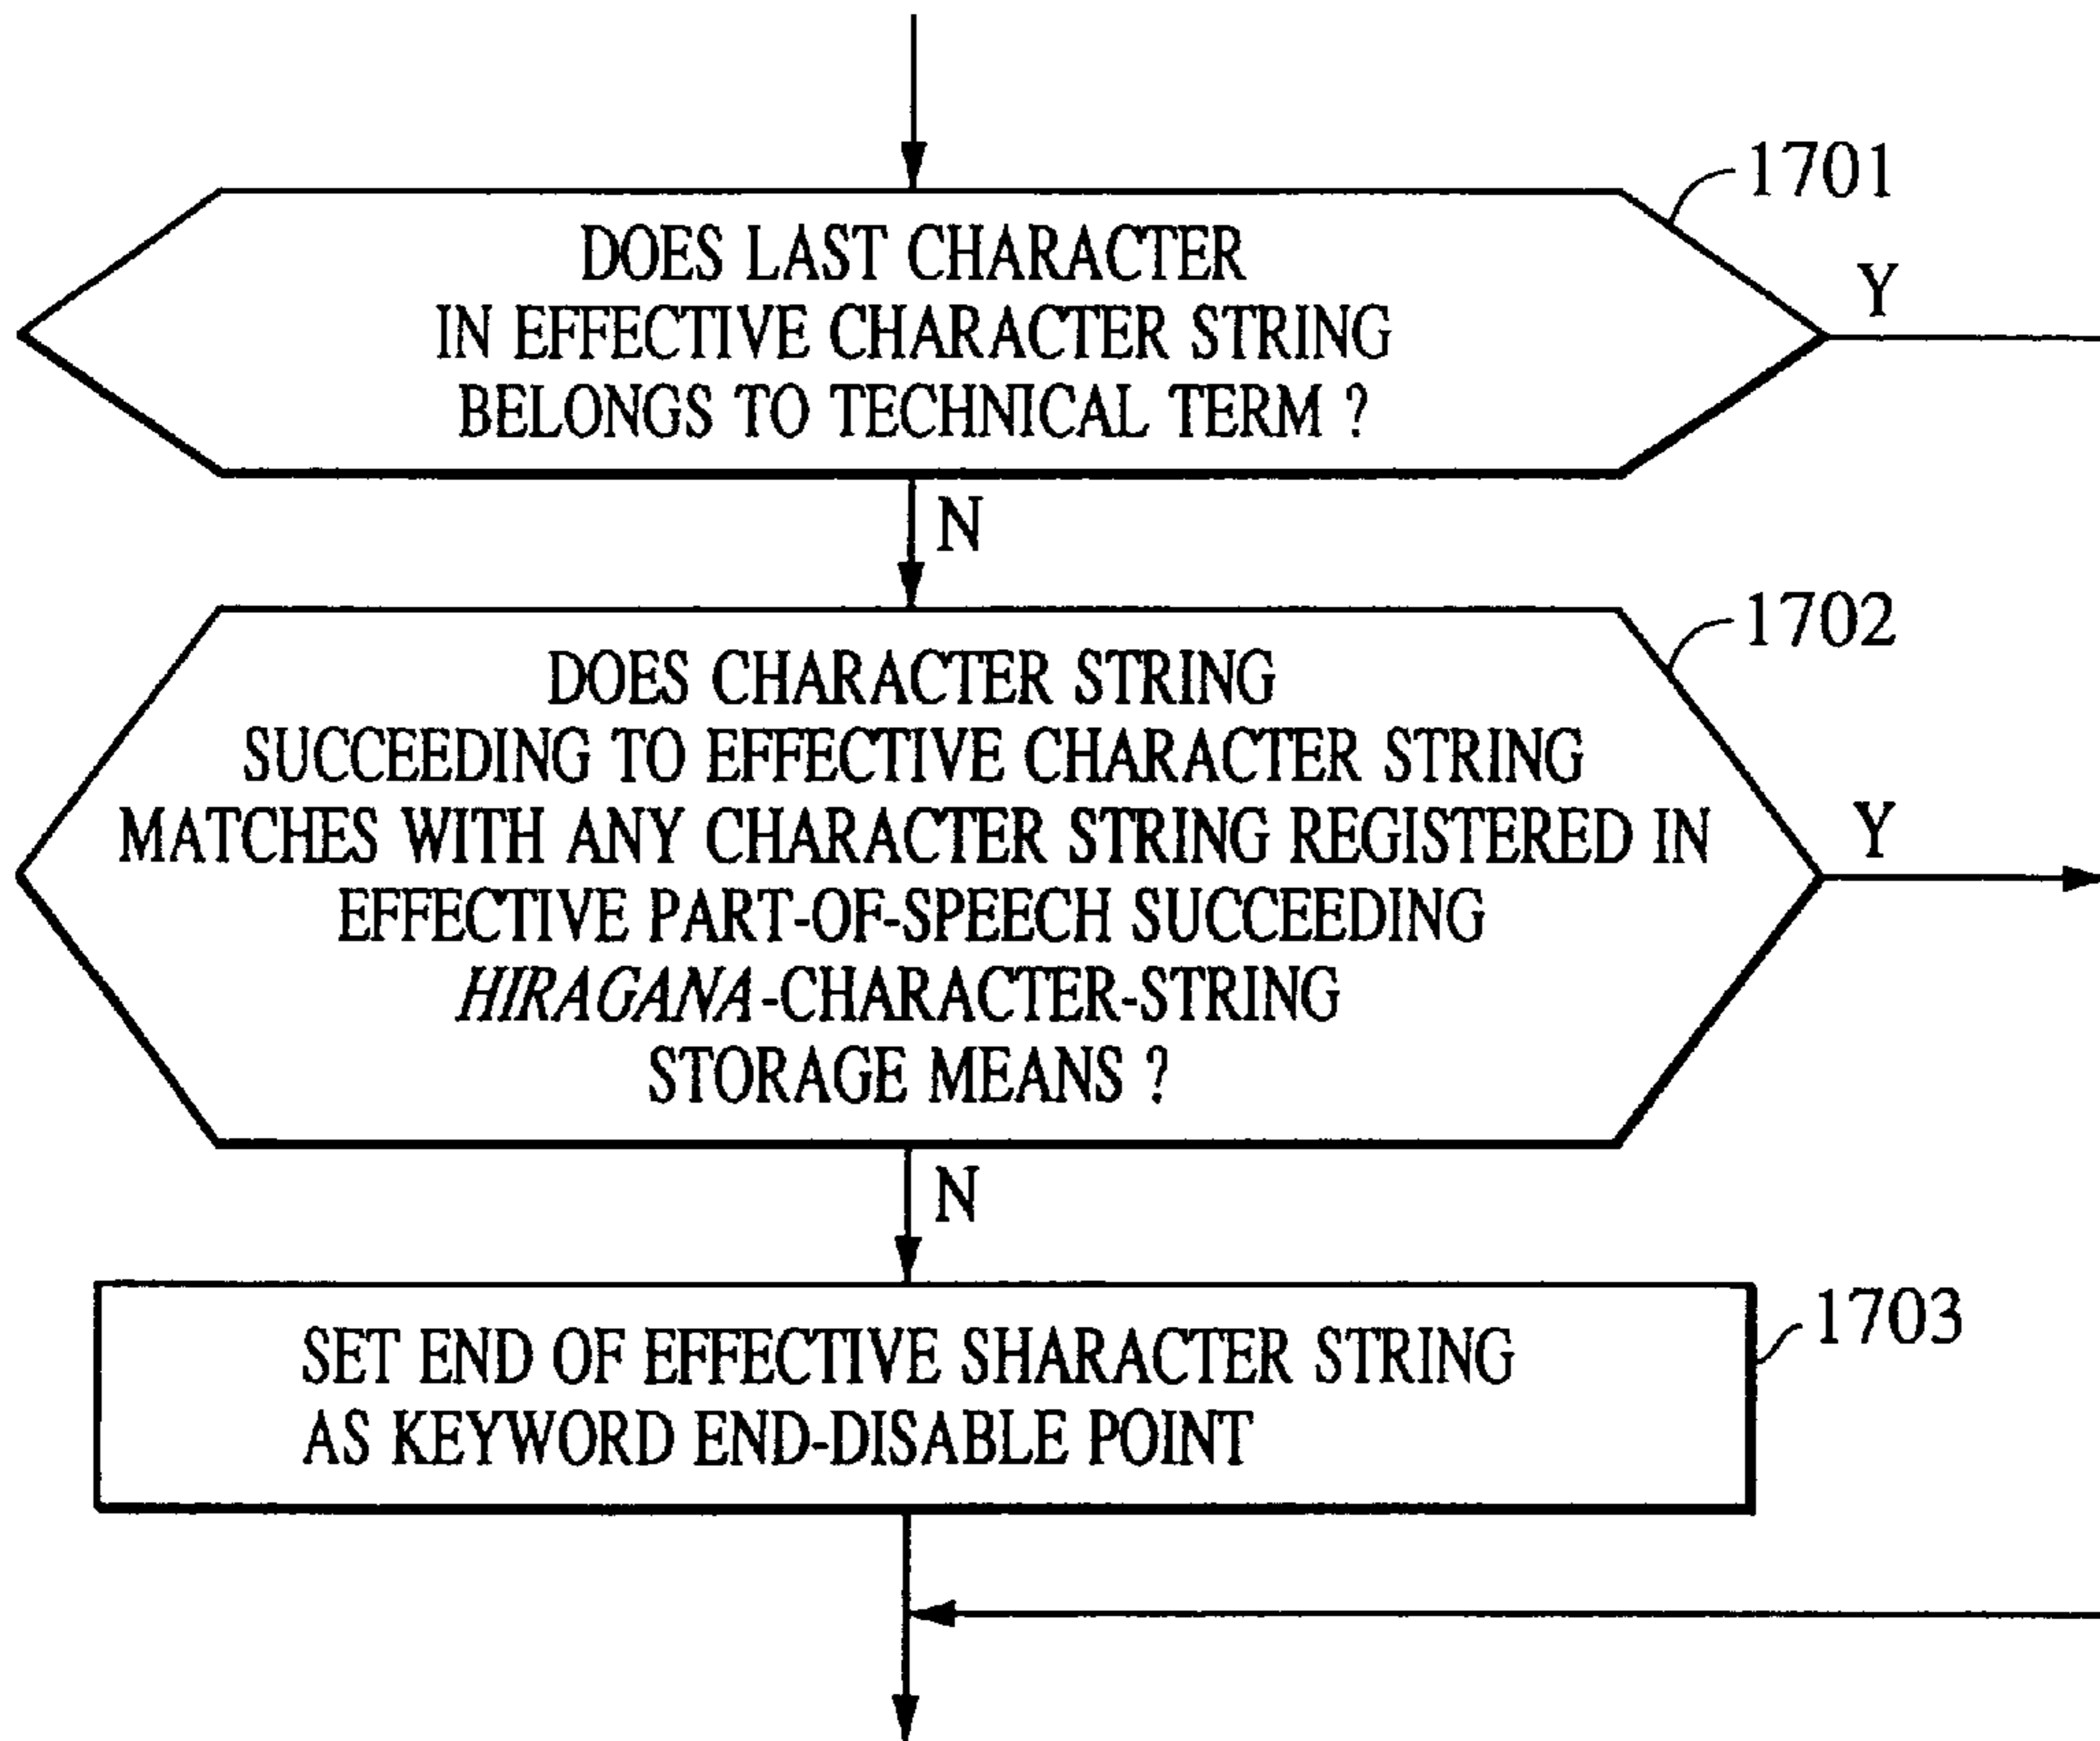 1701
DOES LAST CHARACTER
IN EFFECTIVE CHARACTER STRING
BELONGS TO TECHNICAL TERM ?
Y
N
1702
DOES CHARACTER STRING
SUCCEEDING TO EFFECTIVE CHARACTER STRING
MATCHES WITH ANY CHARACTER STRING REGISTERED IN
EFFECTIVE PART-OF-SPEECH SUCCEEDING
HIRAGANA-CHARACTER-STRING
STORAGE MEANS ?
Y
N
1703
SET END OF EFFECTIVE SHARACTER STRING
AS KEYWORD END-DISABLE POINT